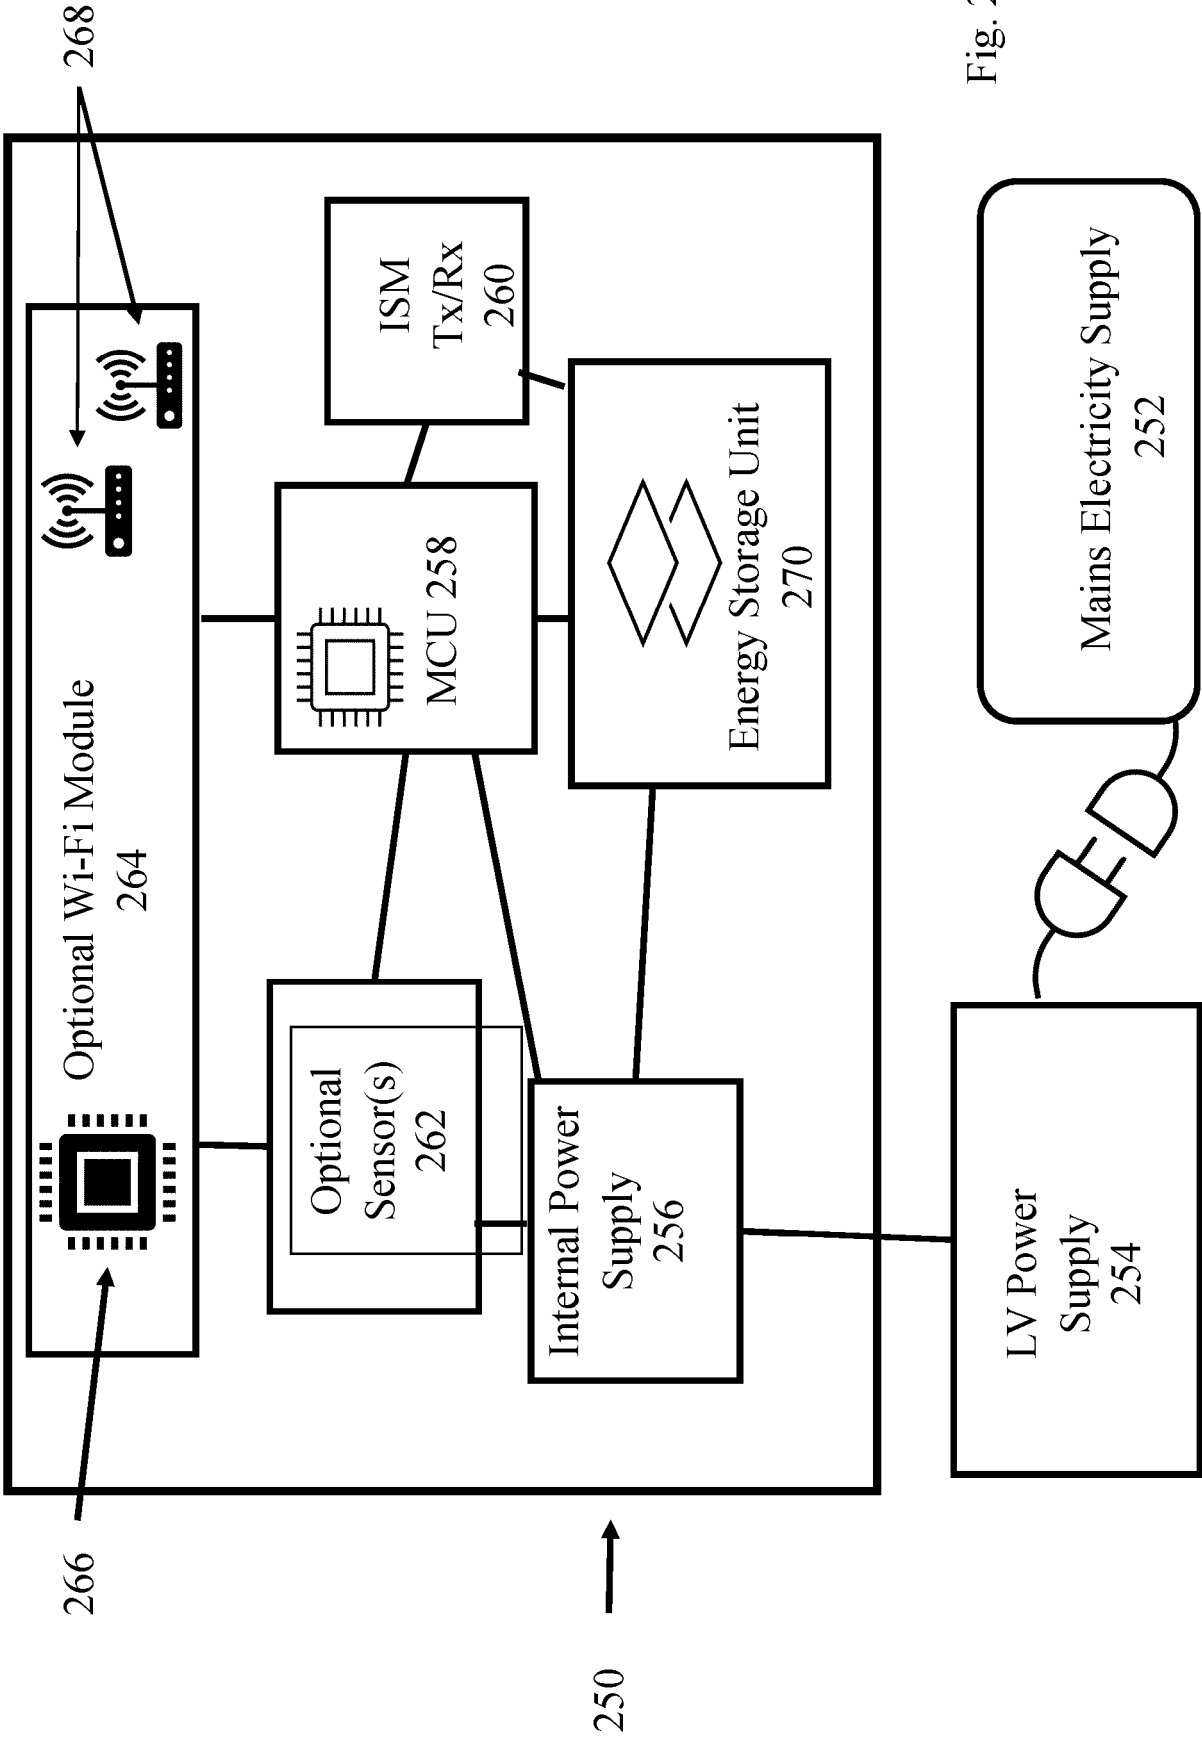 266
268
Optional Wi-Fi Module
264
Optional
Sensor(s)
262
MCU 258
ISM
Tx/Rx
260
250
Internal Power
Supply
256
Energy Storage Unit
270
LV Power
Supply
254
Mains Electricity Supply
252
Fig.